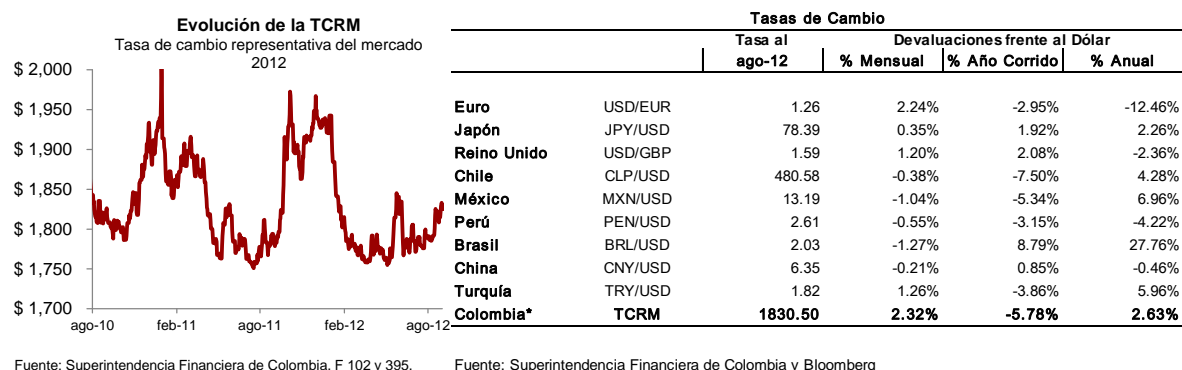 Evolución de la TCRM
Tasa de cambio representativa del mercado
2012
$ 2,000
$ 1,950
$ 1,900
$ 1,850
$ 1,800
$ 1,750
$ 1,700
ago-10 feb-11 ago-11 feb-12 ago-12
Fuente: Superintendencia Financiera de Colombia. F 102 y 395.
Tasas de Cambio
Tasa al Devaluaciones frente al Dólar
ago-12 % Mensual % Año Corrido % Anual
Euro USD/EUR 1.26 2.24% -2.95% -12.46%
Japón JPY/USD 78.39 0.35% 1.92% 2.26%
Reino Unido USD/GBP 1.59 1.20% 2.08% -2.36%
Chile CLP/USD 480.58 -0.38% -7.50% 4.28%
México MXN/USD 13.19 -1.04% -5.34% 6.96%
Perú PEN/USD 2.61 -0.55% -3.15% -4.22%
Brasil BRL/USD 2.03 -1.27% 8.79% 27.76%
China CNY/USD 6.35 -0.21% 0.85% -0.46%
Turquía TRY/USD 1.82 1.26% -3.86% 5.96%
Colombia* TCRM 1830.50 2.32% -5.78% 2.63%
Fuente: Superintendencia Financiera de Colombia y Bloomberg